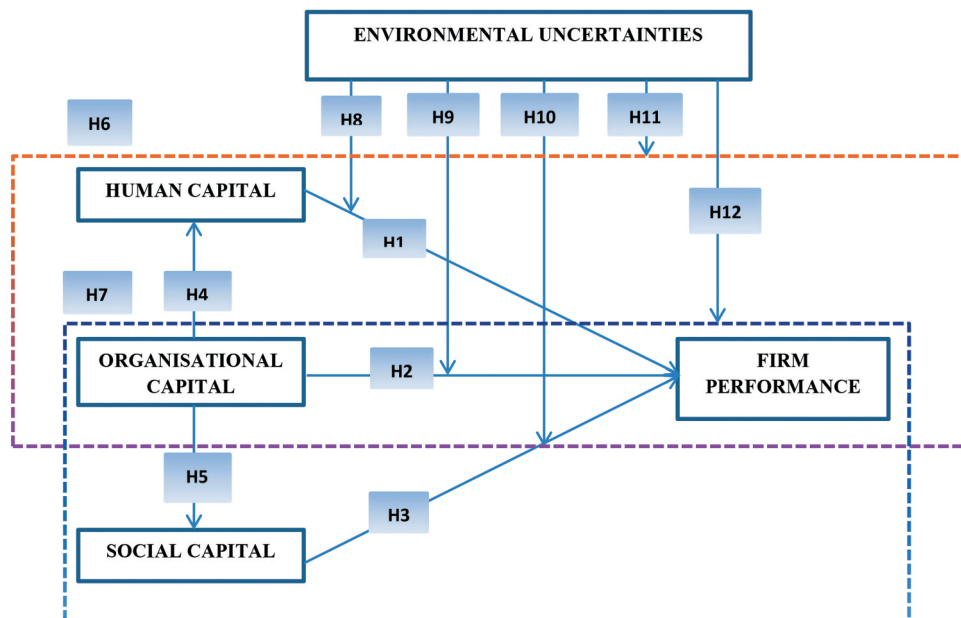 ENVIRONMENTAL UNCERTAINTIES
H6
H8
H9
H10
H11
HUMAN CAPITAL
H12
H1
H7
H4
ORGANISATIONAL
CAPITAL
H2
FIRM
PERFORMANCE
H5
H3
SOCIAL CAPITAL